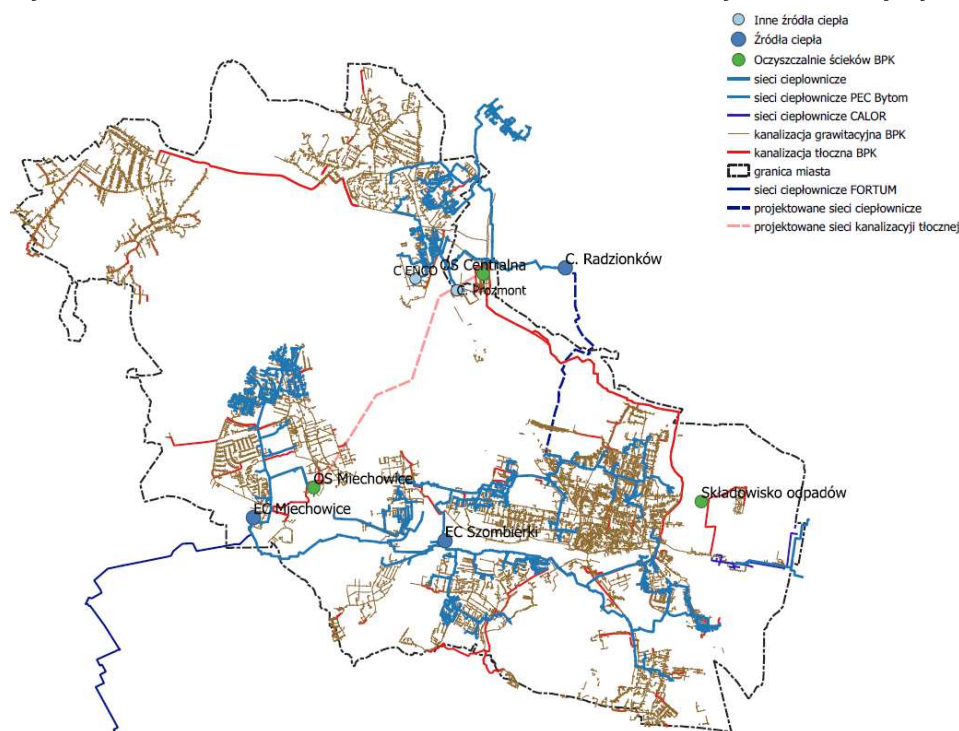 Inne źródła ciepła
Źródła ciepła
Oczyszczalnie ścieków BPK
sieci ciepłownicze
sieci ciepłownicze PEC Bytom
sieci ciepłownicze CALOR
kanalizacja grawitacyjna BPK
kanalizacja tłoczna BPK
granica miasta
sieci ciepłownicze FORTUM
projektowane sieci ciepłownicze
projektowane sieci kanalizacyji tłocznej
OS Centralna
C. Radzionków
C ENCO
C. Prozmont
OS Miechowice
EC Miechowice
EC Szombierki
Składowisko odpadów